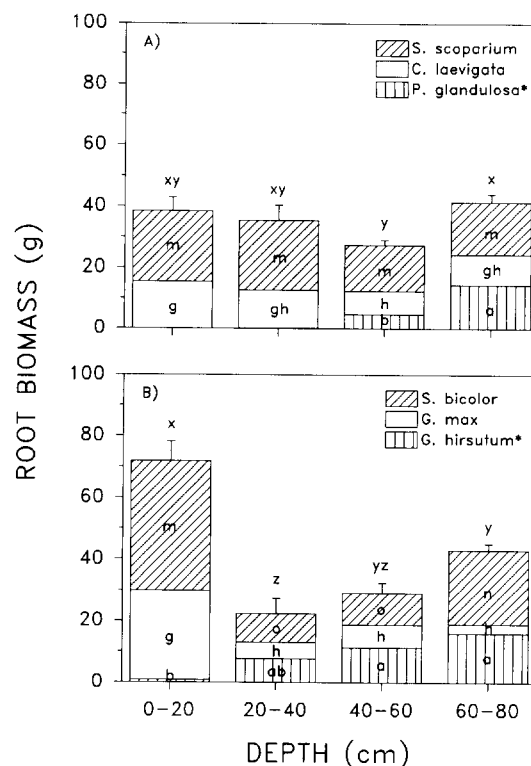 ROOT BIOMASS (g)
100
80
60
40
20
0
A)
S. scoparium
C. laevigata
P. glandulosa*
xy
xy
y
x
m
m
m
m
g
gh
h
gh
b
a
100
80
60
40
20
0
B)
S. bicolor
G. max
G. hirsutum*
x
z
yz
y
m
o
o
n
g
h
h
h
b
ab
a
a
0-20
20-40
40-60
60-80
DEPTH (cm)